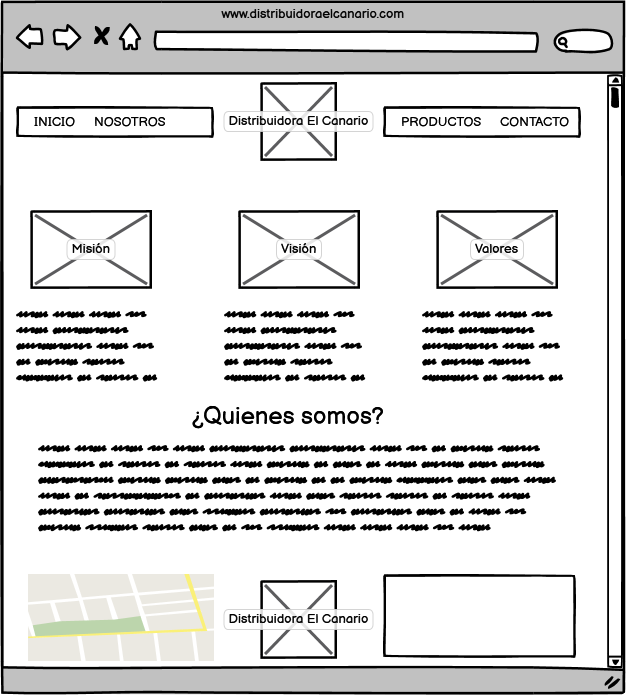 www.distribuidoraelcanario.com
INICIO NOSOTROS
Distribuidora El Canario
PRODUCTOS CONTACTO
Misión
Visión
Valores
¿Quienes somos?
Distribuidora El Canario